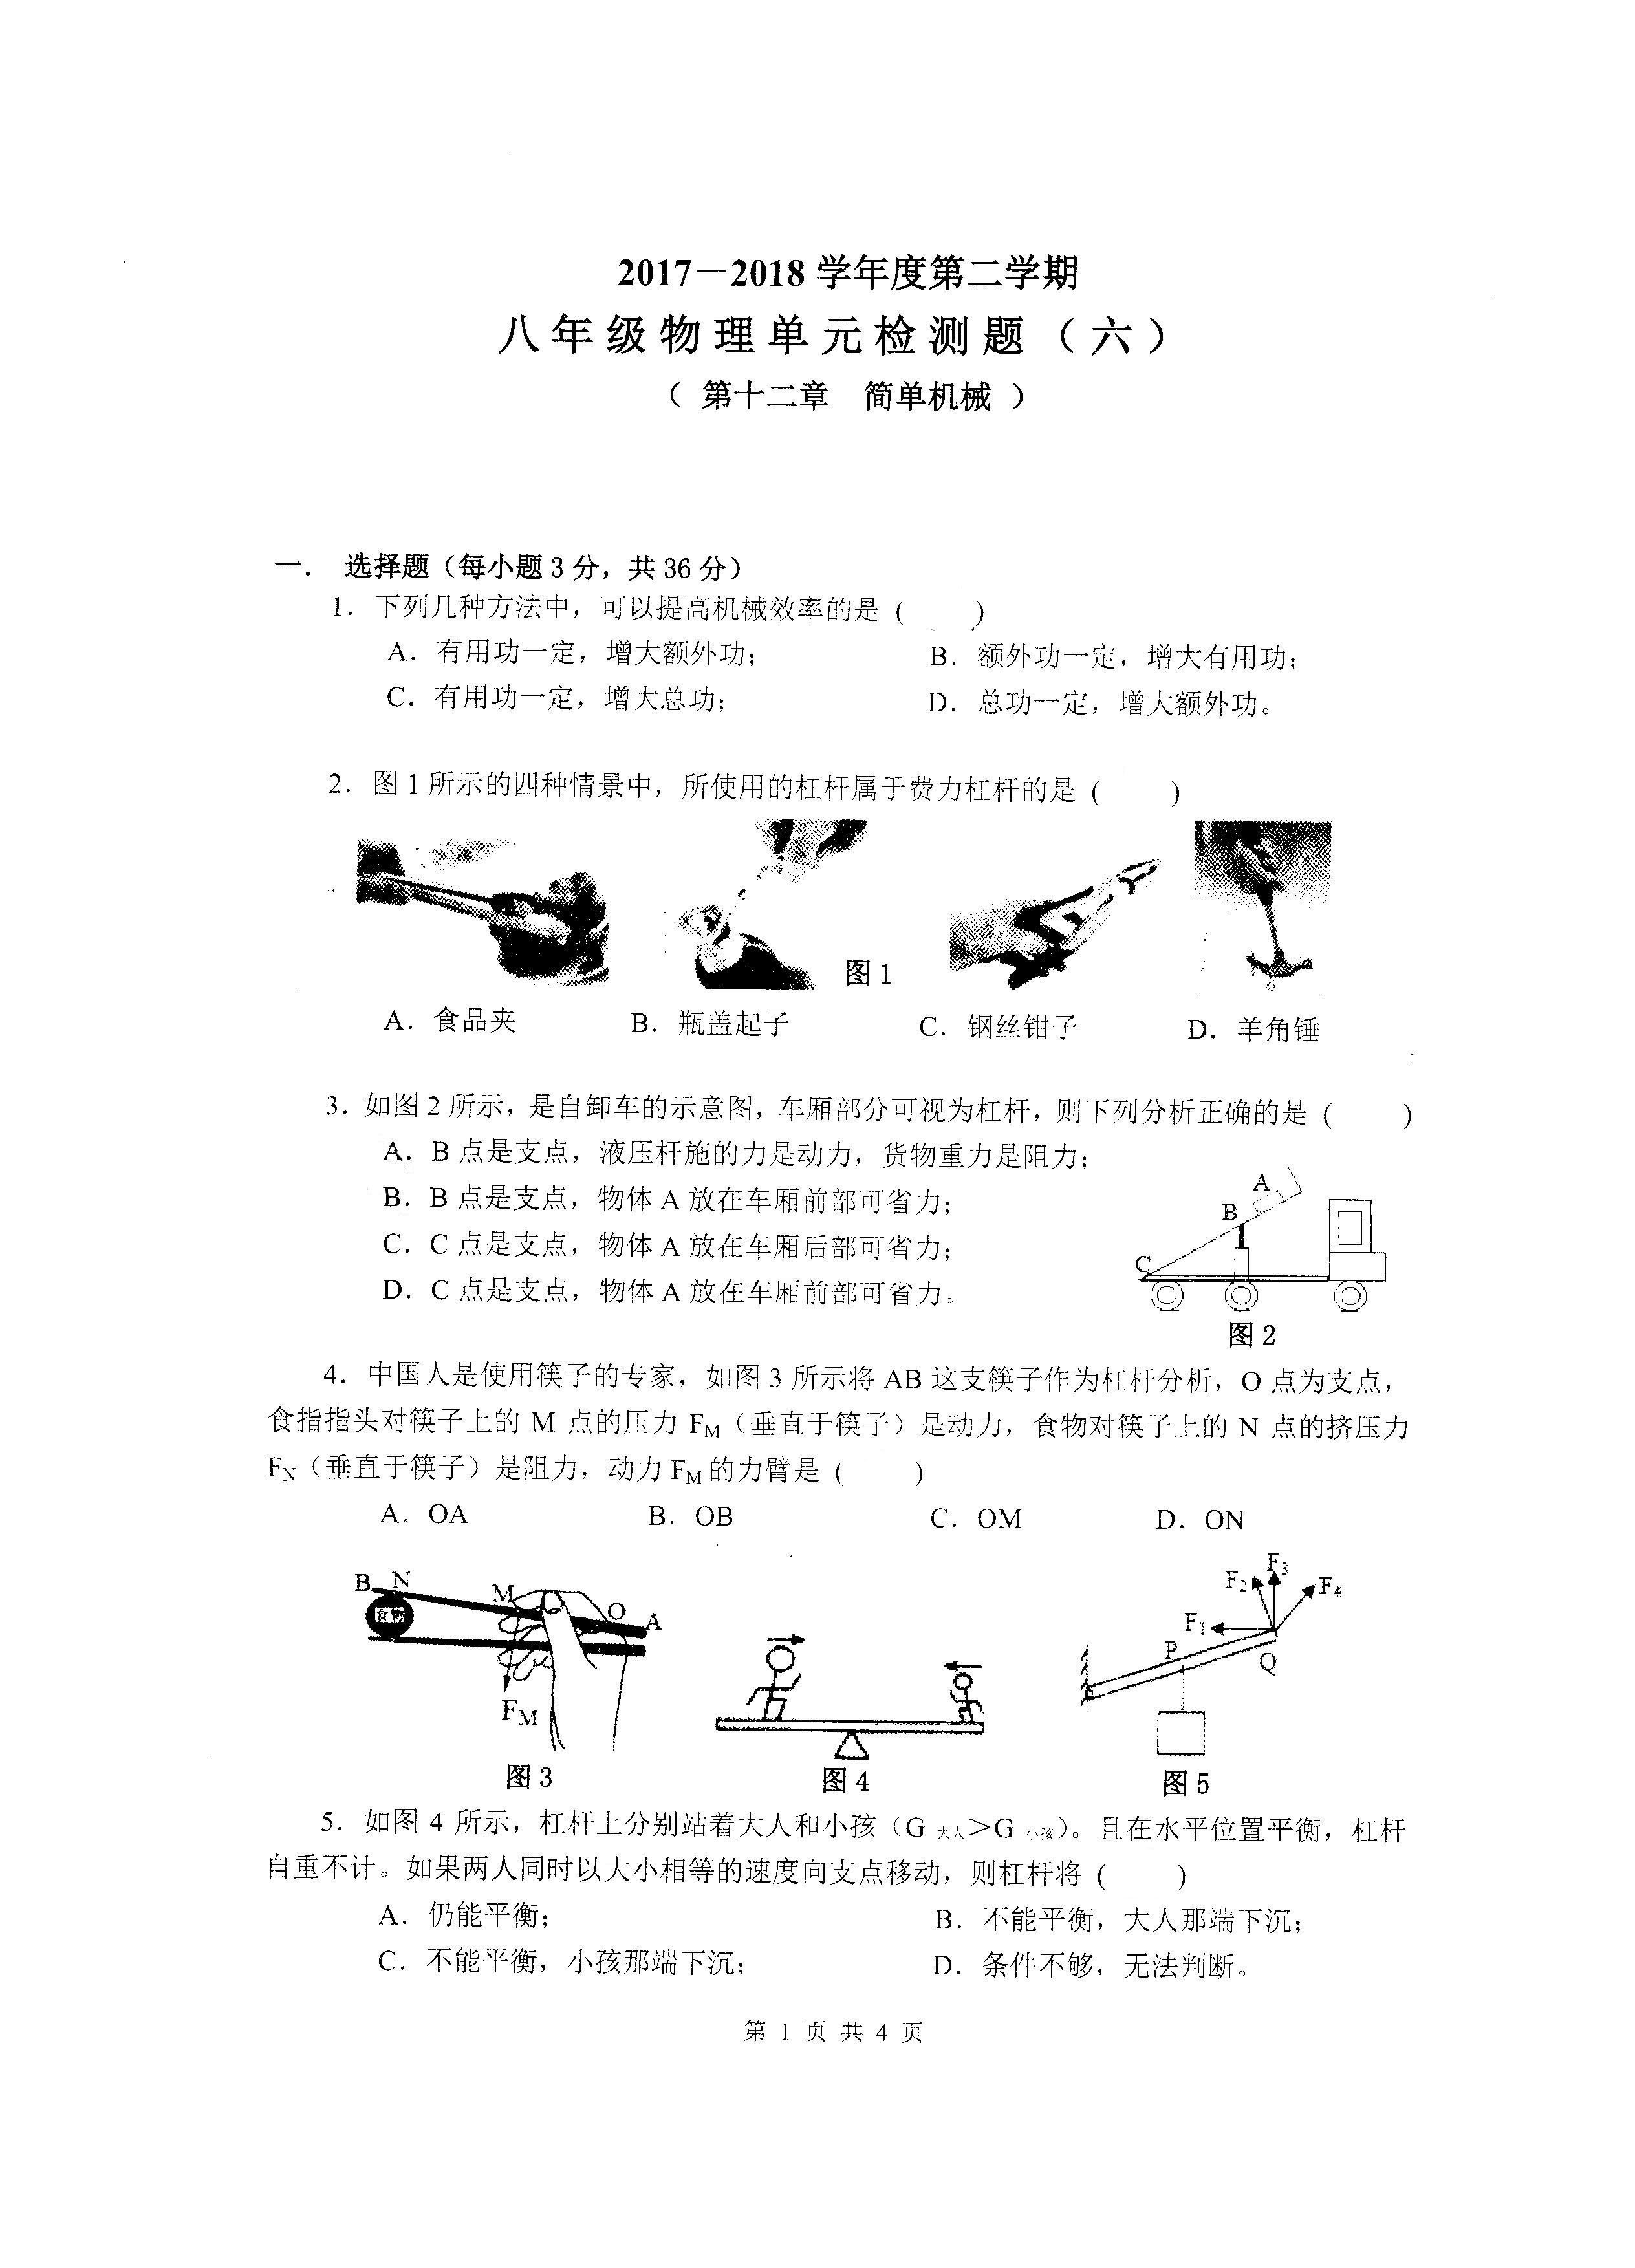 2017－2018 学年度第二学期
八年级物理单元检测题（六）
（ 第十二章　简单机械 ）
一． 选择题（每小题 3 分，共 36 分）
1．下列几种方法中，可以提高机械效率的是（　　）
A．有用功一定，增大额外功；　　B．额外功一定，增大有用功；
C．有用功一定，增大总功；　　D．总功一定，增大额外功。
2．图 1 所示的四种情景中，所使用的杠杆属于费力杠杆的是（　　）
图 1
A．食品夹　　B．瓶盖起子　　C．钢丝钳子　　D．羊角锤
3．如图 2 所示，是自卸车的示意图，车厢部分可视为杠杆，则下列分析正确的是（　　）
A．B 点是支点，液压杆施的力是动力，货物重力是阻力；
B．B 点是支点，物体 A 放在车厢前部可省力；
C．C 点是支点，物体 A 放在车厢后部可省力；
D．C 点是支点，物体 A 放在车厢前部可省力。
A
B
C
图 2
4．中国人是使用筷子的专家，如图 3 所示将 AB 这支筷子作为杠杆分析，O 点为支点，
食指指头对筷子上的 M 点的压力 FM（垂直于筷子）是动力，食物对筷子上的 N 点的挤压力
FN（垂直于筷子）是阻力，动力 FM 的力臂是（　　）
A．OA　　B．OB　　C．OM　　D．ON
B N M O A
食物
FM
图 3
图 4
F1 F2 F3 F4
P Q
图 5
5．如图 4 所示，杠杆上分别站着大人和小孩（G 大人＞G 小孩）。且在水平位置平衡，杠杆
自重不计。如果两人同时以大小相等的速度向支点移动，则杠杆将（　　）
A．仍能平衡；　　B．不能平衡，大人那端下沉；
C．不能平衡，小孩那端下沉；　　D．条件不够，无法判断。
第 1 页 共 4 页